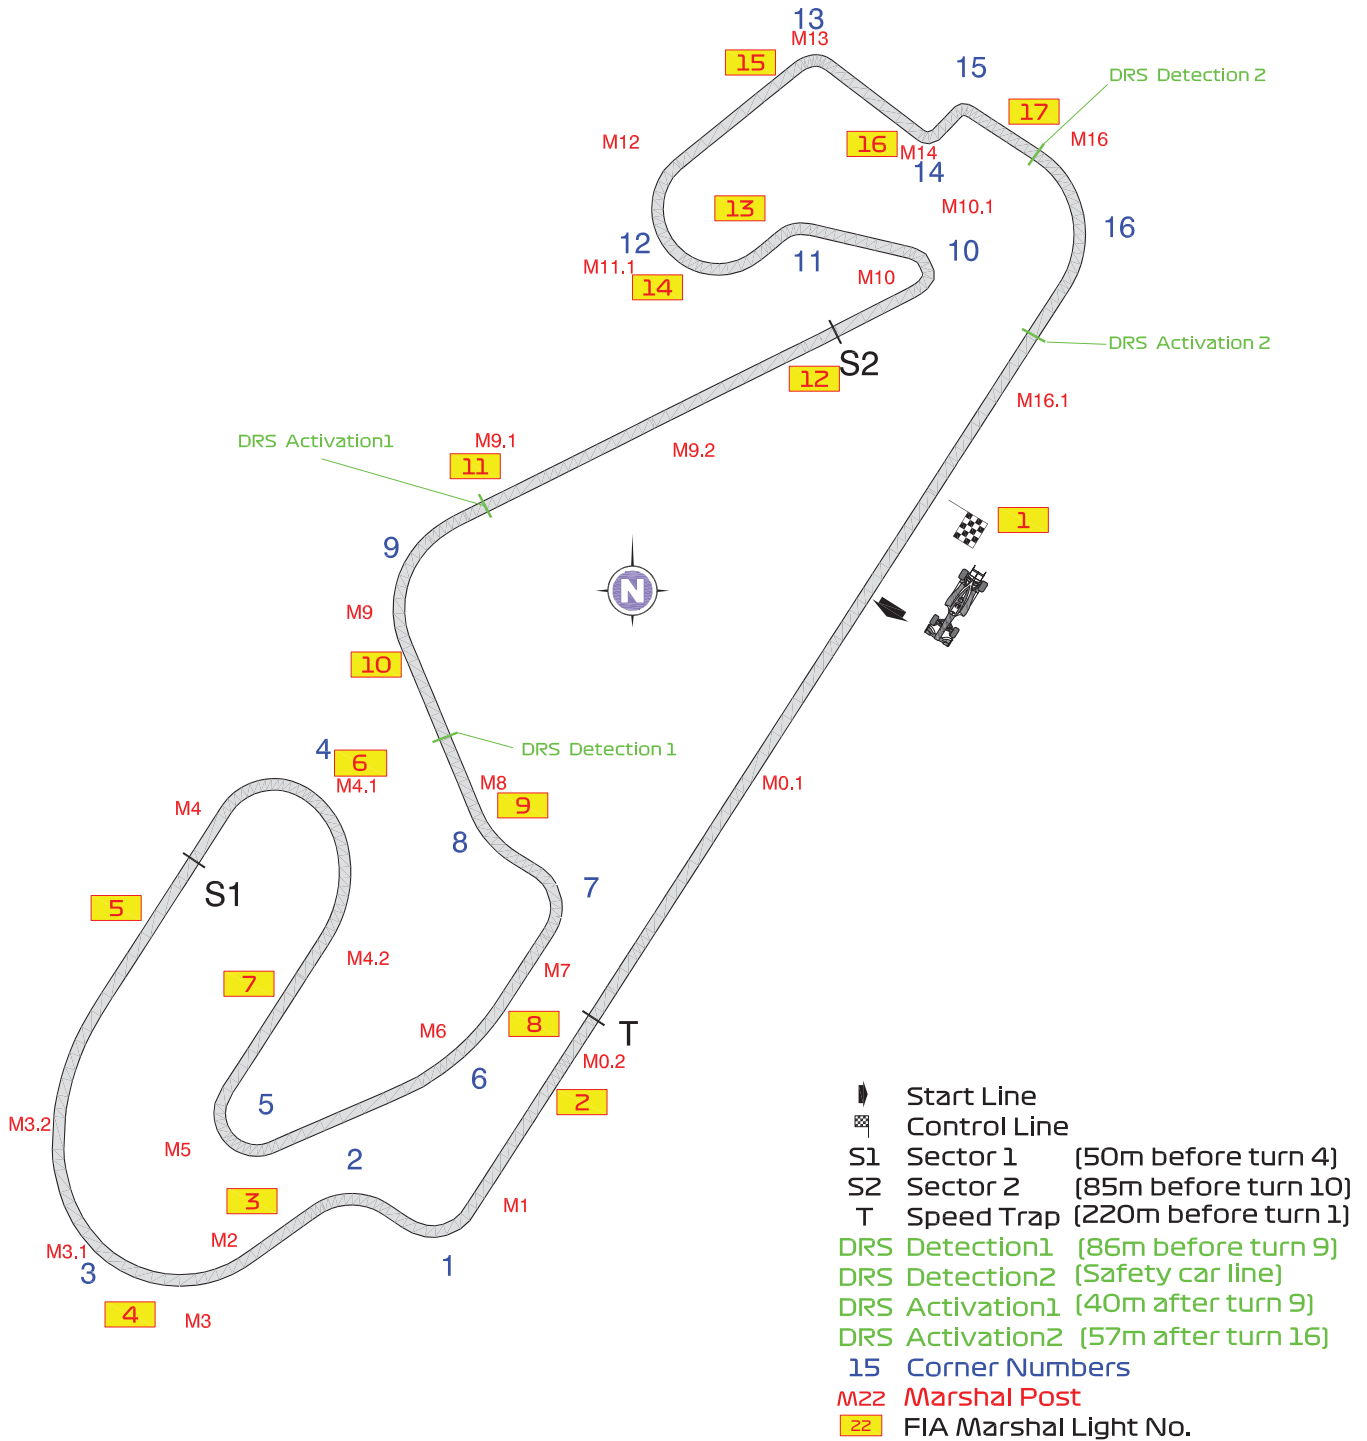 13
M13
15
15
DRS Detection 2
17
M12
16
M14
M16
14
13
M10.1
16
12
11
10
M11.1
14
M10
DRS Activation 2
S2
12
M16.1
DRS Activation1
M9.1
11
M9.2
1
9
N
M9
10
4
6
DRS Detection 1
M4.1
M8
M0.1
M4
9
8
S1
7
5
M4.2
7
M7
8
M6
T
M0.2
6
2
5
M3.2
M5
2
3
M1
M2
M3.1
3
1
4
M3
Start Line
Control Line
S1 Sector 1 (50m before turn 4)
S2 Sector 2 (85m before turn 10)
T Speed Trap (220m before turn 1)
DRS Detection1 (86m before turn 9)
DRS Detection2 (Safety car line)
DRS Activation1 (40m after turn 9)
DRS Activation2 (57m after turn 16)
15 Corner Numbers
M22 Marshal Post
22 FIA Marshal Light No.